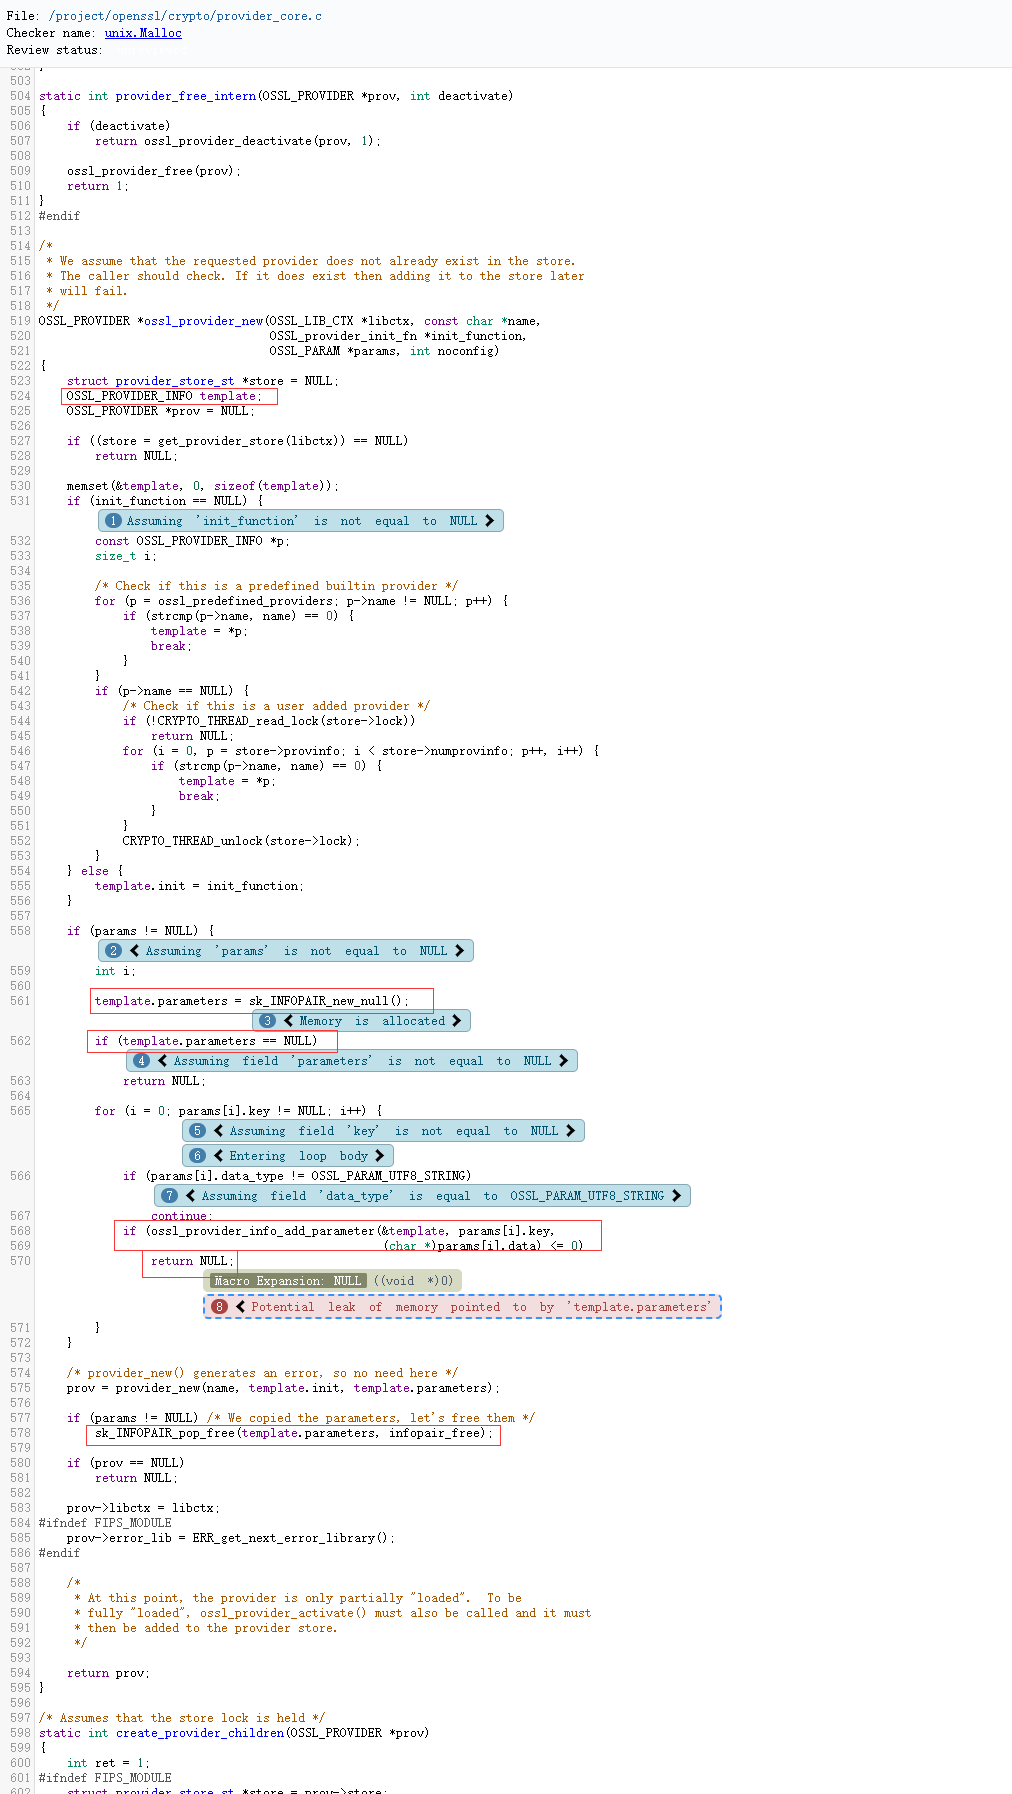 File: /project/openssl/crypto/provider_core.c
Checker name: unix.Malloc
Review status:
503
504 static int provider_free_intern(OSSL_PROVIDER *prov, int deactivate)
505 {
506     if (deactivate)
507         return ossl_provider_deactivate(prov, 1);
508
509     ossl_provider_free(prov);
510     return 1;
511 }
512 #endif
513
514 /*
515  * We assume that the requested provider does not already exist in the store.
516  * The caller should check. If it does exist then adding it to the store later
517  * will fail.
518  */
519 OSSL_PROVIDER *ossl_provider_new(OSSL_LIB_CTX *libctx, const char *name,
520                                  OSSL_provider_init_fn *init_function,
521                                  OSSL_PARAM *params, int noconfig)
522 {
523     struct provider_store_st *store = NULL;
524     OSSL_PROVIDER_INFO template;
525     OSSL_PROVIDER *prov = NULL;
526
527     if ((store = get_provider_store(libctx)) == NULL)
528         return NULL;
529
530     memset(&template, 0, sizeof(template));
531     if (init_function == NULL) {
1 Assuming 'init_function' is not equal to NULL
532         const OSSL_PROVIDER_INFO *p;
533         size_t i;
534
535         /* Check if this is a predefined builtin provider */
536         for (p = ossl_predefined_providers; p->name != NULL; p++) {
537             if (strcmp(p->name, name) == 0) {
538                 template = *p;
539                 break;
540             }
541         }
542         if (p->name == NULL) {
543             /* Check if this is a user added provider */
544             if (!CRYPTO_THREAD_read_lock(store->lock))
545                 return NULL;
546             for (i = 0, p = store->provinfo; i < store->numprovinfo; p++, i++) {
547                 if (strcmp(p->name, name) == 0) {
548                     template = *p;
549                     break;
550                 }
551             }
552             CRYPTO_THREAD_unlock(store->lock);
553         }
554     } else {
555         template.init = init_function;
556     }
557
558     if (params != NULL) {
2 Assuming 'params' is not equal to NULL
559         int i;
560
561         template.parameters = sk_INFOPAIR_new_null();
3 Memory is allocated
562         if (template.parameters == NULL)
4 Assuming field 'parameters' is not equal to NULL
563             return NULL;
564
565         for (i = 0; params[i].key != NULL; i++) {
5 Assuming field 'key' is not equal to NULL
6 Entering loop body
566             if (params[i].data_type != OSSL_PARAM_UTF8_STRING)
7 Assuming field 'data_type' is equal to OSSL_PARAM_UTF8_STRING
567                 continue;
568             if (ossl_provider_info_add_parameter(&template, params[i].key,
569                                                  (char *)params[i].data) <= 0)
570                 return NULL;
Macro Expansion: NULL ((void *)0)
8 Potential leak of memory pointed to by 'template.parameters'
571         }
572     }
573
574     /* provider_new() generates an error, so no need here */
575     prov = provider_new(name, template.init, template.parameters);
576
577     if (params != NULL) /* We copied the parameters, let's free them */
578         sk_INFOPAIR_pop_free(template.parameters, infopair_free);
579
580     if (prov == NULL)
581         return NULL;
582
583     prov->libctx = libctx;
584 #ifndef FIPS_MODULE
585     prov->error_lib = ERR_get_next_error_library();
586 #endif
587
588     /*
589      * At this point, the provider is only partially "loaded".  To be
590      * fully "loaded", ossl_provider_activate() must also be called and it must
591      * then be added to the provider store.
592      */
593
594     return prov;
595 }
596
597 /* Assumes that the store lock is held */
598 static int create_provider_children(OSSL_PROVIDER *prov)
599 {
600     int ret = 1;
601 #ifndef FIPS_MODULE
602     struct provider_store_st *store = prov->store;